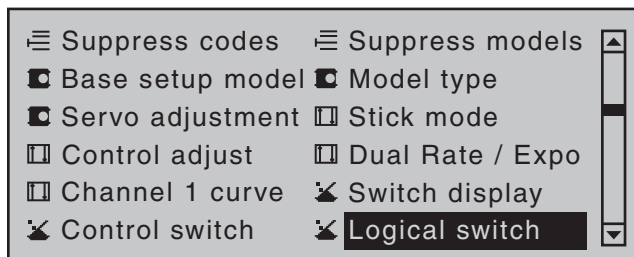 Suppress codes Suppress models
Base setup model Model type
Servo adjustment Stick mode
Control adjust Dual Rate / Expo
Channel 1 curve Switch display
Control switch Logical switch